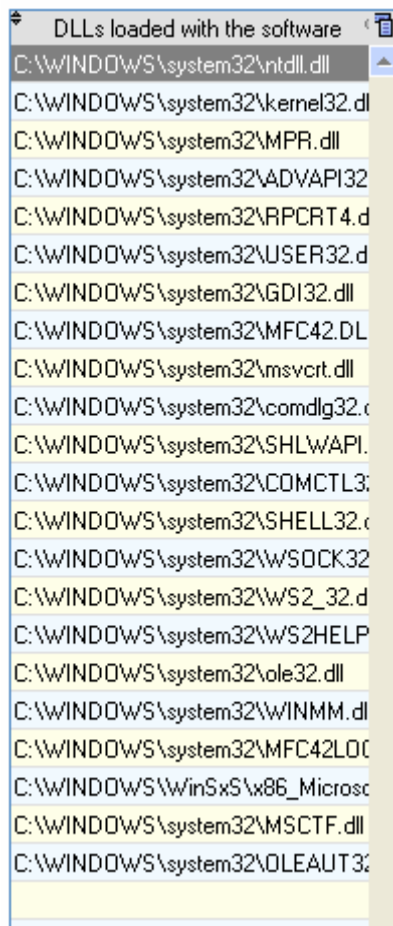 DLLs loaded with the software
C:\WINDOWS\system32\ntdll.dll
C:\WINDOWS\system32\kernel32.dl
C:\WINDOWS\system32\MPR.dll
C:\WINDOWS\system32\ADVAPI32
C:\WINDOWS\system32\RPCRT4.d
C:\WINDOWS\system32\USER32.d
C:\WINDOWS\system32\GDI32.dll
C:\WINDOWS\system32\MFC42.DL
C:\WINDOWS\system32\msvcrt.dll
C:\WINDOWS\system32\comdlg32.d
C:\WINDOWS\system32\SHLWAPI.
C:\WINDOWS\system32\COMCTL32
C:\WINDOWS\system32\SHELL32.d
C:\WINDOWS\system32\WSOCK32
C:\WINDOWS\system32\WS2_32.d
C:\WINDOWS\system32\WS2HELP
C:\WINDOWS\system32\ole32.dll
C:\WINDOWS\system32\WINMM.dl
C:\WINDOWS\system32\MFC42LOC
C:\WINDOWS\WinSxS\x86_Microso
C:\WINDOWS\system32\MSCTF.dll
C:\WINDOWS\system32\OLEAUT32